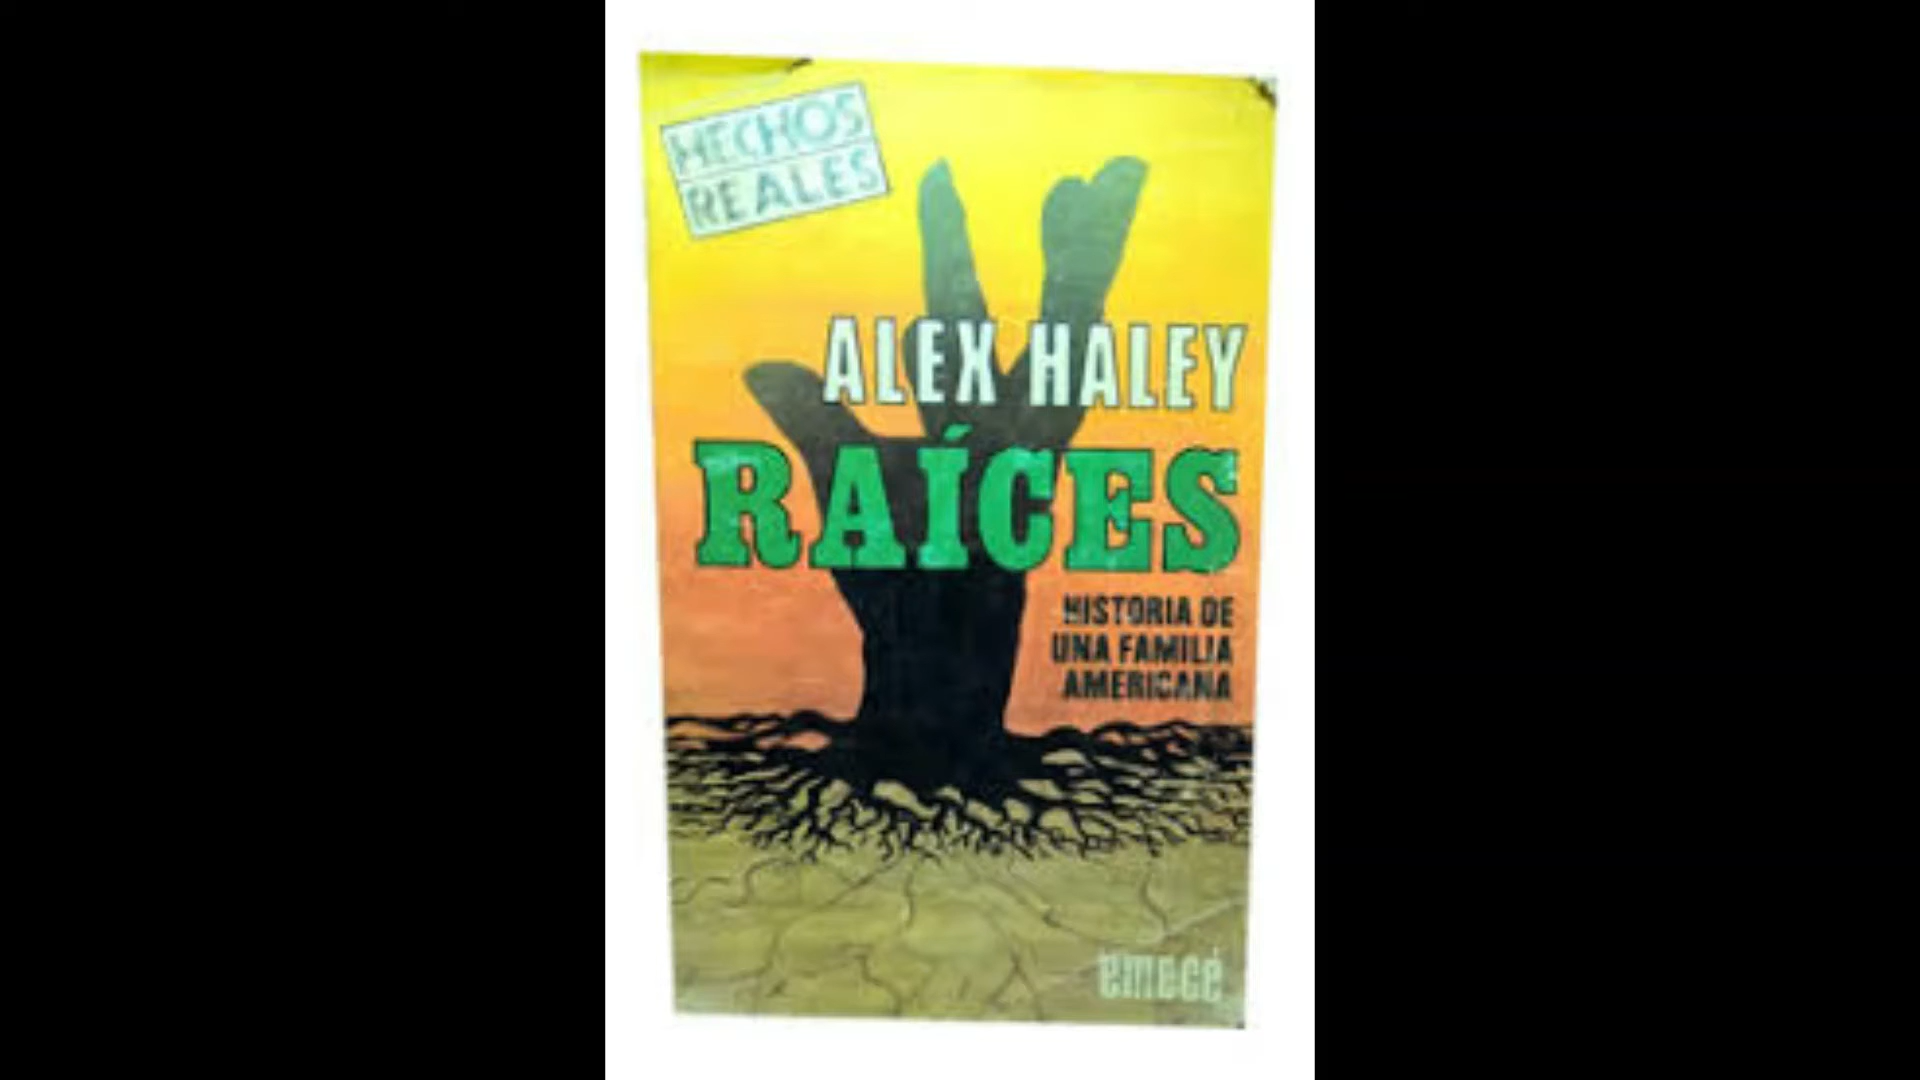 HECHOS
REALES
ALEX HALEY
RAÍCES
HISTORIA DE
UNA FAMILIA
AMERICANA
emecé